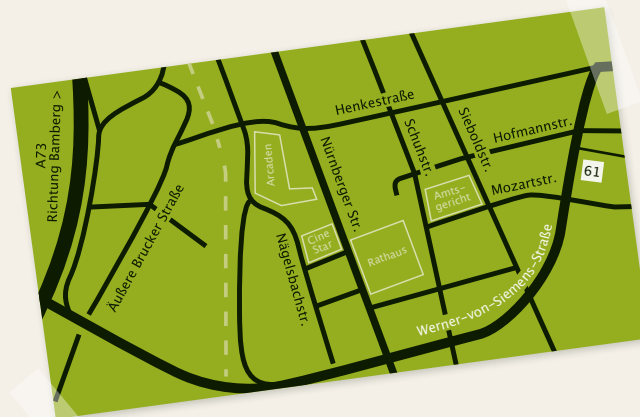 A73
Richtung Bamberg >
Äußere Brucker Straße
Arcaden
Nürnberger Str.
Henkestraße
Schuhstr.
Sieboldstr.
Hofmannstr.
61
Mozartstr.
Amts-
gericht
Cine
Star
Rathaus
Nägelsbachstr.
Werner-von-Siemens-Straße